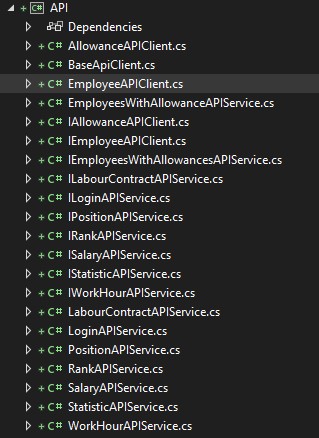 API
Dependencies
C# AllowanceAPIClient.cs
C# BaseApiClient.cs
C# EmployeeAPIClient.cs
C# EmployeesWithAllowanceAPIService.cs
C# IAllowanceAPIClient.cs
C# IEmployeeAPIClient.cs
C# IEmployeesWithAllowancesAPIService.cs
C# ILabourContractAPIService.cs
C# ILoginAPIService.cs
C# IPositionAPIService.cs
C# IRankAPIService.cs
C# ISalaryAPIService.cs
C# IStatisticAPIService.cs
C# IWorkHourAPIService.cs
C# LabourContractAPIService.cs
C# LoginAPIService.cs
C# PositionAPIService.cs
C# RankAPIService.cs
C# SalaryAPIService.cs
C# StatisticAPIService.cs
C# WorkHourAPIService.cs